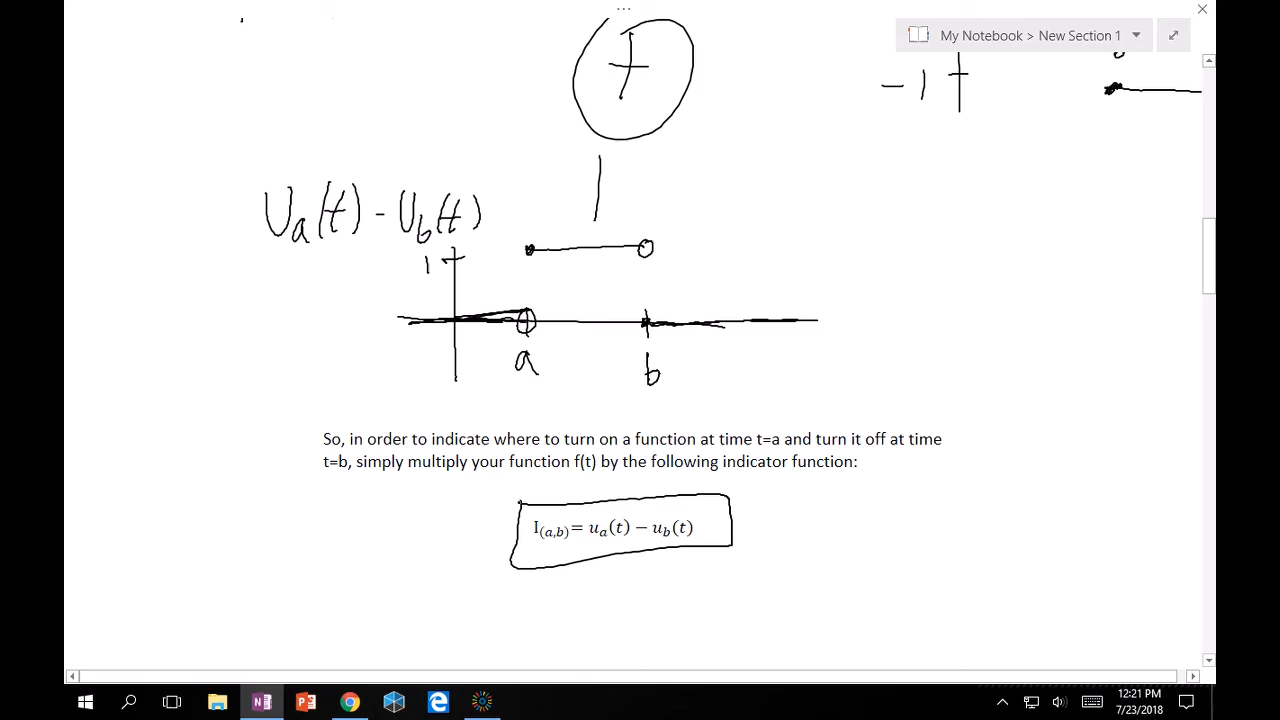 My Notebook > New Section 1
+
- 1
Ua(t) - Ub(t)
1
a
b
So, in order to indicate where to turn on a function at time t=a and turn it off at time
t=b, simply multiply your function f(t) by the following indicator function:
I(a,b)= ua(t) − ub(t)
12:21 PM
7/23/2018